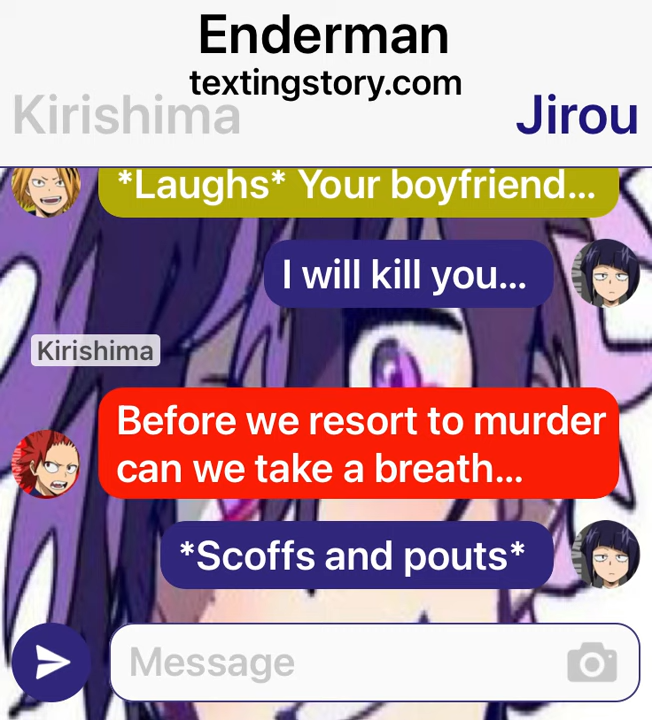 Enderman
textingstory.com
Kirishima
Jirou
*Laughs* Your boyfriend...
I will kill you...
Kirishima
Before we resort to murder
can we take a breath...
*Scoffs and pouts*
Message